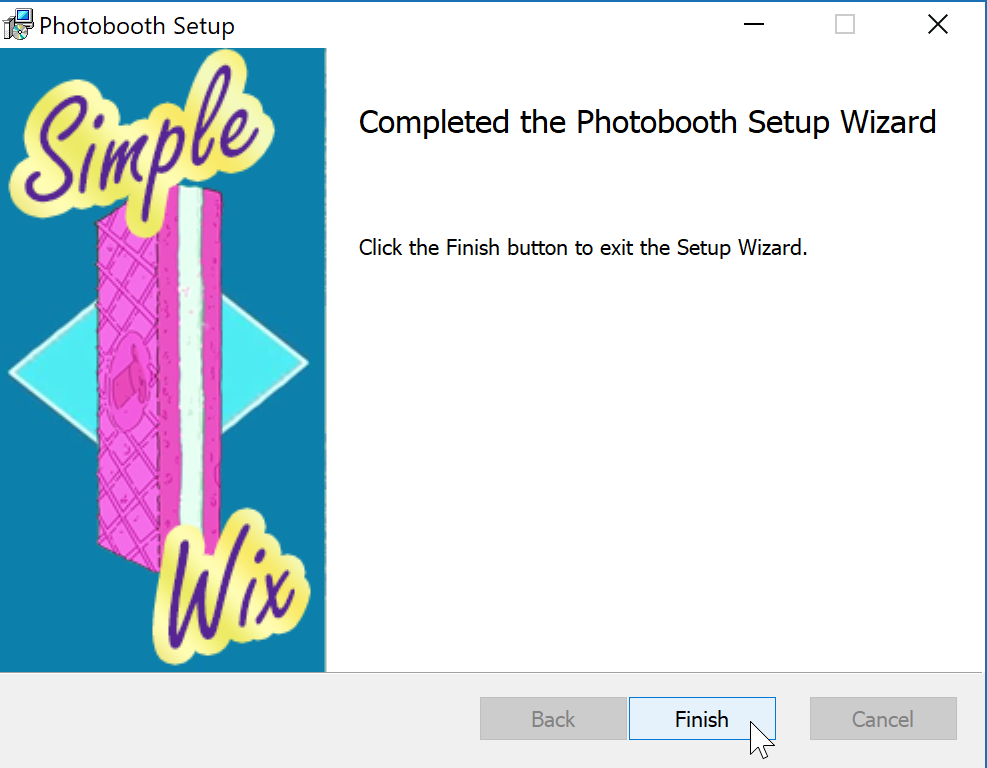 Photobooth Setup
Simple
Wix
Completed the Photobooth Setup Wizard
Click the Finish button to exit the Setup Wizard.
Back Finish Cancel